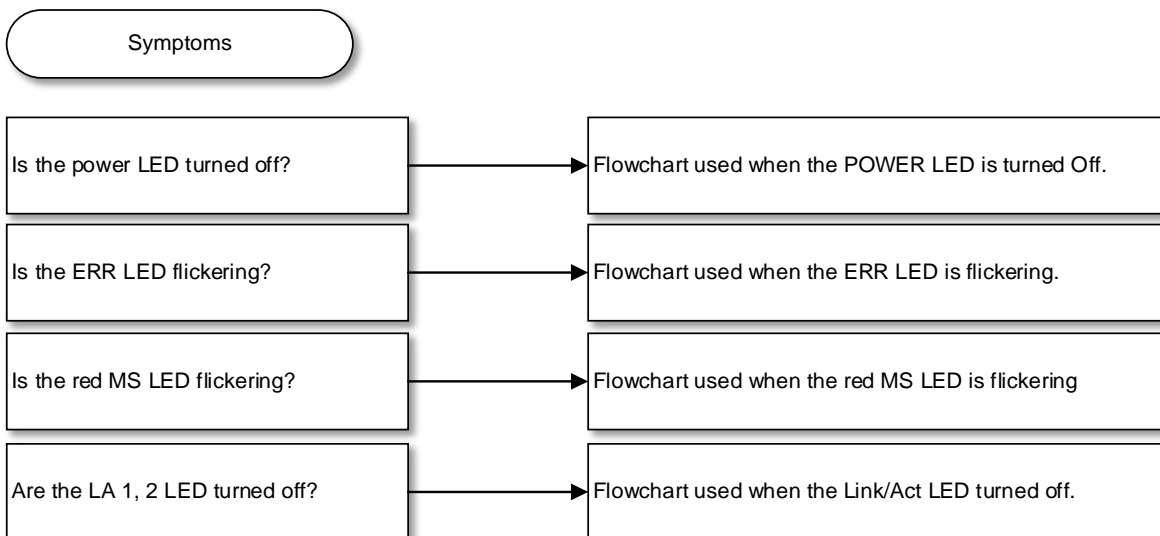 Symptoms
Is the power LED turned off?
Flowchart used when the POWER LED is turned Off.
Is the ERR LED flickering?
Flowchart used when the ERR LED is flickering.
Is the red MS LED flickering?
Flowchart used when the red MS LED is flickering
Are the LA 1, 2 LED turned off?
Flowchart used when the Link/Act LED turned off.